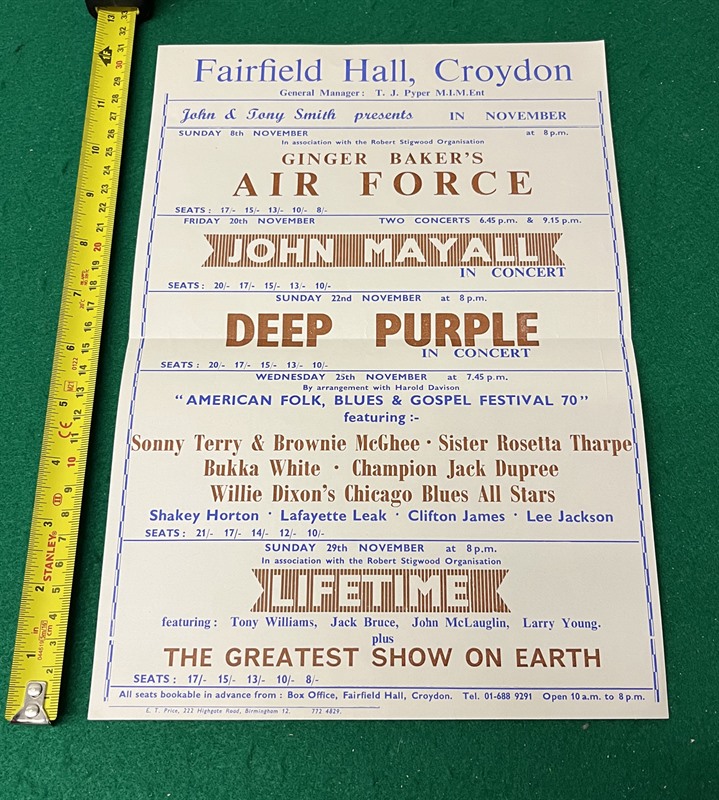 Fairfield Hall, Croydon
General Manager: T. J. Pyper M.I.M.Ent
John & Tony Smith presents IN NOVEMBER
SUNDAY 8th NOVEMBER at 8 p.m.
In association with the Robert Stigwood Organisation
GINGER BAKER'S
AIR FORCE
SEATS: 17/- 15/- 13/- 10/- 8/-
FRIDAY 20th NOVEMBER TWO CONCERTS 6.45 p.m. & 9.15 p.m.
JOHN MAYALL
IN CONCERT
SEATS: 20/- 17/- 15/- 13/- 10/-
SUNDAY 22nd NOVEMBER at 8 p.m.
DEEP PURPLE
IN CONCERT
SEATS: 20/- 17/- 15/- 13/- 10/-
WEDNESDAY 25th NOVEMBER at 7.45 p.m.
By arrangement with Harold Davison
"AMERICAN FOLK, BLUES & GOSPEL FESTIVAL 70"
featuring :-
Sonny Terry & Brownie McGhee · Sister Rosetta Tharpe
Bukka White · Champion Jack Dupree
Willie Dixon's Chicago Blues All Stars
Shakey Horton · Lafayette Leak · Clifton James · Lee Jackson
SEATS: 21/- 17/- 14/- 12/- 10/-
SUNDAY 29th NOVEMBER at 8 p.m.
In association with the Robert Stigwood Organisation
LIFETIME
featuring: Tony Williams, Jack Bruce, John McLaughlin, Larry Young.
plus
THE GREATEST SHOW ON EARTH
SEATS: 17/- 15/- 13/- 10/- 8/-
All seats bookable in advance from: Box Office, Fairfield Hall, Croydon. Tel. 01-688 9291 Open 10 a.m. to 8 p.m.
E. T. Price, 232 Highgate Road, Birmingham 12. 772 4829.
STANLEY